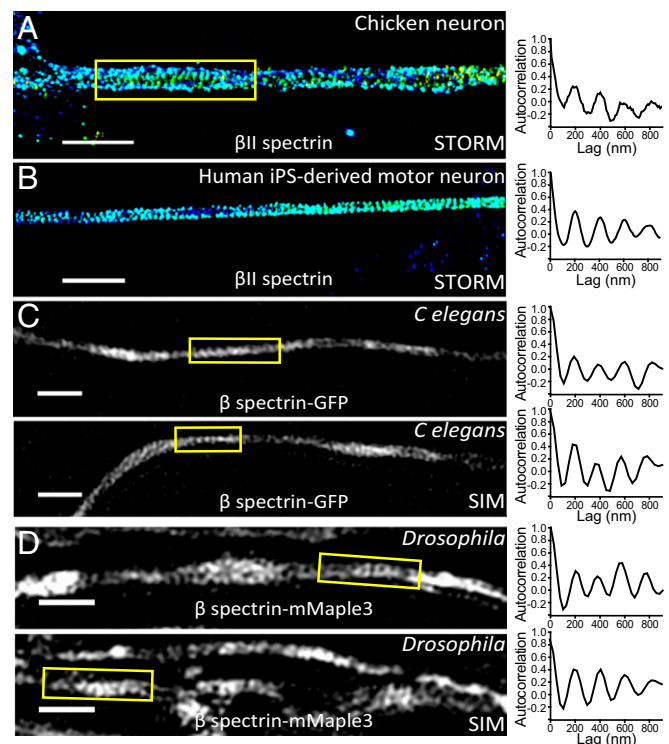 A
Chicken neuron
βII spectrin
STORM
Autocorrelation
1.0
0.8
0.6
0.4
0.2
0.0
-0.2
0 200 400 600 800
Lag (nm)
B
Human iPS-derived motor neuron
βII spectrin
STORM
Autocorrelation
1.0
0.8
0.6
0.4
0.2
0.0
-0.2
0 200 400 600 800
Lag (nm)
C
C elegans
β spectrin-GFP
Autocorrelation
1.0
0.8
0.6
0.4
0.2
0.0
-0.2
0 200 400 600 800
Lag (nm)
C elegans
β spectrin-GFP
SIM
Autocorrelation
1.0
0.8
0.6
0.4
0.2
0.0
-0.2
0 200 400 600 800
Lag (nm)
D
Drosophila
β spectrin-mMaple3
Autocorrelation
1.0
0.8
0.6
0.4
0.2
0.0
-0.2
0 200 400 600 800
Lag (nm)
Drosophila
β spectrin-mMaple3
SIM
Autocorrelation
1.0
0.8
0.6
0.4
0.2
0.0
-0.2
0 200 400 600 800
Lag (nm)